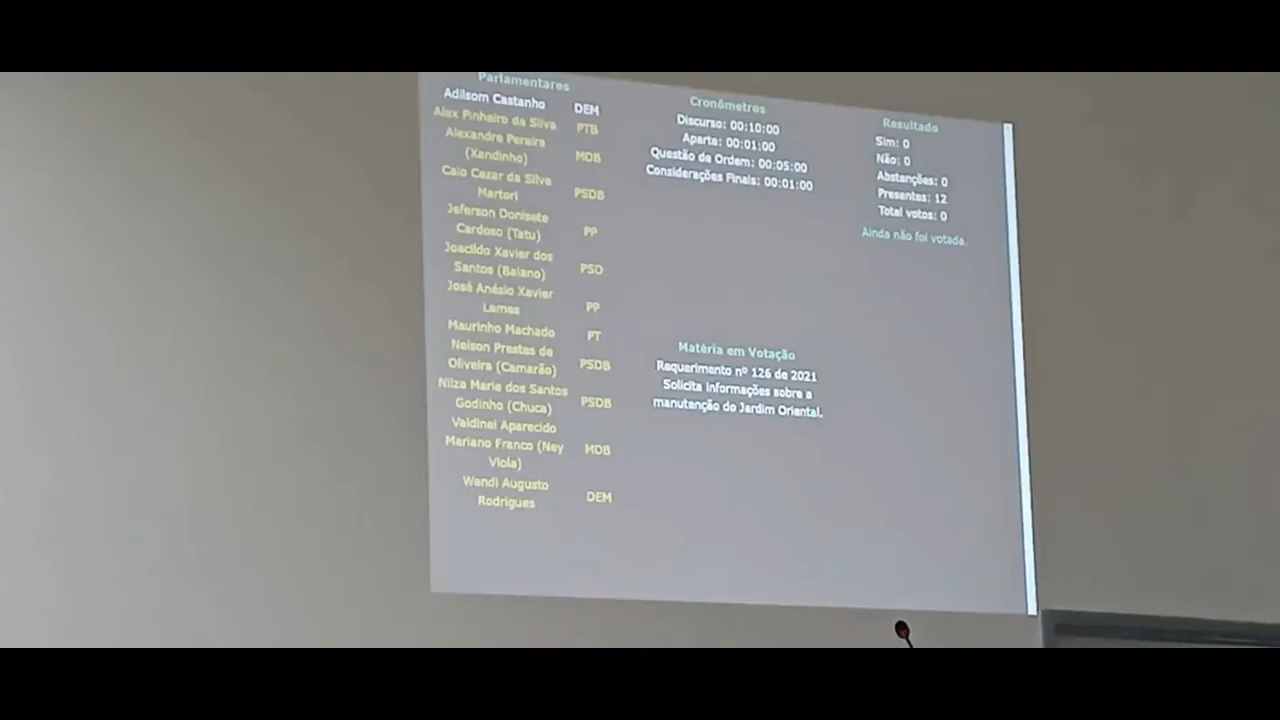 Parlamentares
Adilsom Castanho DEM
Alex Pinheiro da Silva PTB
Alexandre Pereira
(Xandinho) MDB
Caio Cezar da Silva
Martori PSDB
Jeferson Donisete
Cardoso (Tatu) PP
Joacildo Xavier dos
Santos (Baiano) PSD
José Anésio Xavier
Lemes PP
Maurinho Machado PT
Nelson Prestes de
Oliveira (Camarão) PSDB
Nilza Maria dos Santos
Godinho (Chuca) PSDB
Valdinei Aparecido
Mariano Franco (Ney
Viola) MDB
Wandi Augusto
Rodrigues DEM
Cronômetros
Discurso: 00:10:00
Aparte: 00:01:00
Questão de Ordem: 00:05:00
Considerações Finais: 00:01:00
Matéria em Votação
Requerimento nº 126 de 2021
Solicita informações sobre a
manutenção do Jardim Oriental.
Resultado
Sim: 0
Não: 0
Abstenções: 0
Presentes: 12
Total votos: 0
Ainda não foi votada.